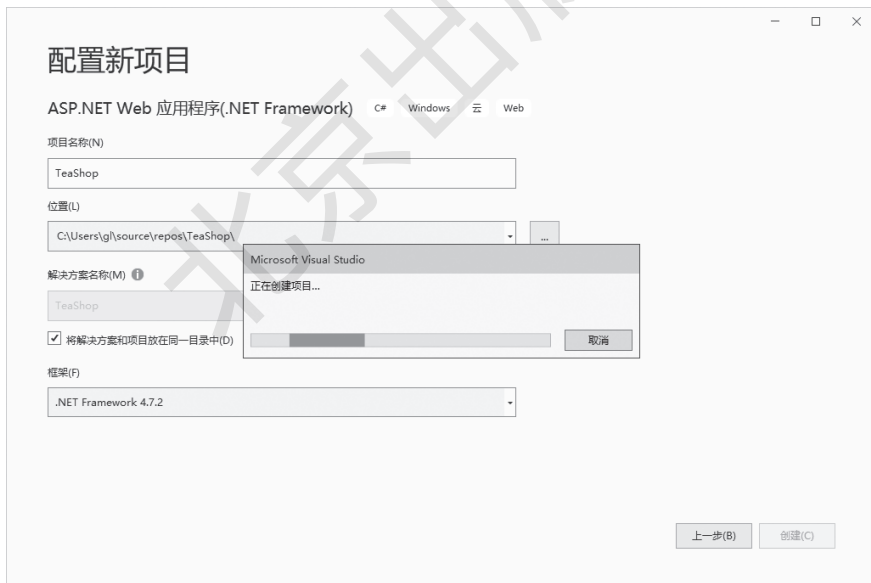 配置新项目
ASP.NET Web 应用程序(.NET Framework) C# Windows 云 Web
项目名称(N)
TeaShop
位置(L)
C:\Users\gl\source\repos\TeaShop\
...
Microsoft Visual Studio
解决方案名称(M)
正在创建项目...
TeaShop
将解决方案和项目放在同一目录中(D)
取消
框架(F)
.NET Framework 4.7.2
上一步(B) 创建(C)
北京出